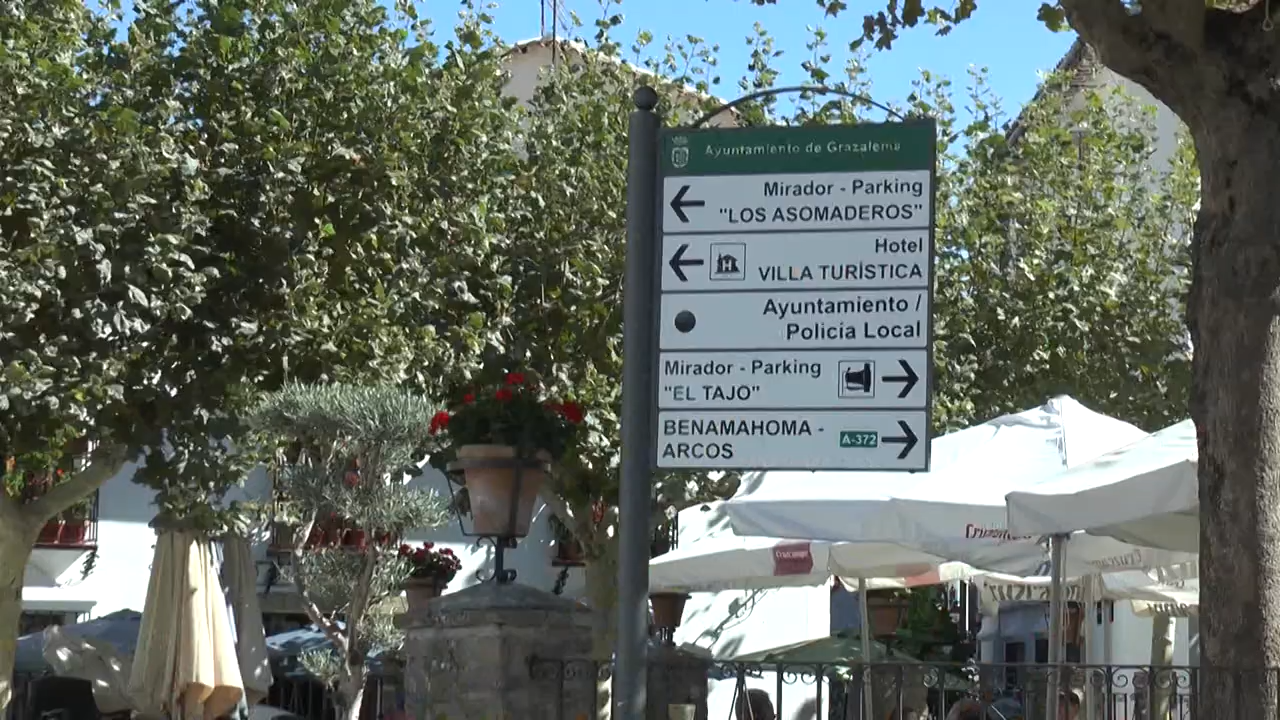 Ayuntamiento de Grazalema
Mirador - Parking
"LOS ASOMADEROS"
Hotel
H
VILLA TURÍSTICA
Ayuntamiento /
Policía Local
Mirador - Parking
"EL TAJO"
BENAMAHOMA -
A-372
ARCOS